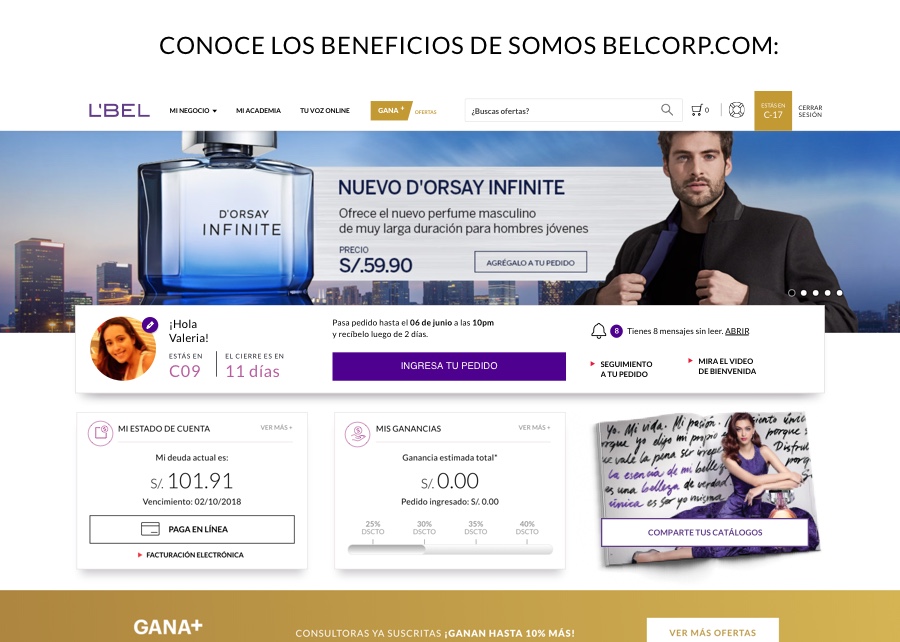 CONOCE LOS BENEFICIOS DE SOMOS BELCORP.COM:
L'BEL
MI NEGOCIO
MI ACADEMIA
TU VOZ ONLINE
GANA+
OFERTAS
¿Buscas ofertas?
0
ESTÁS EN
C-17
CERRAR
SESIÓN
D'ORSAY
INFINITE
NUEVO D'ORSAY INFINITE
Ofrece el nuevo perfume masculino
de muy larga duración para hombres jóvenes
PRECIO
S/.59.90
AGRÉGALO A TU PEDIDO
¡Hola
Valeria!
ESTÁS EN
C09
EL CIERRE ES EN
11 días
Pasa pedido hasta el 06 de junio a las 10pm
y recíbelo luego de 2 días.
INGRESA TU PEDIDO
8
Tienes 8 mensajes sin leer. ABRIR
SEGUIMIENTO
A TU PEDIDO
MIRA EL VIDEO
DE BIENVENIDA
MI ESTADO DE CUENTA
VER MÁS +
Mi deuda actual es:
S/. 101.91
Vencimiento: 02/10/2018
PAGA EN LÍNEA
FACTURACIÓN ELECTRÓNICA
MIS GANANCIAS
VER MÁS +
Ganancia estimada total*
S/. 0.00
Pedido ingresado: S/. 0.00
25%
DSCTO
30%
DSCTO
35%
DSCTO
40%
DSCTO
Yo. Mi vida. Mi pasión.
porque yo elijo mi propio
vale la pena ser
la esencia de mi
es una belleza de verdad
única es ser yo misma
COMPARTE TUS CATÁLOGOS
GANA+
CONSULTORAS YA SUSCRITAS ¡GANAN HASTA 10% MÁS!
VER MÁS OFERTAS